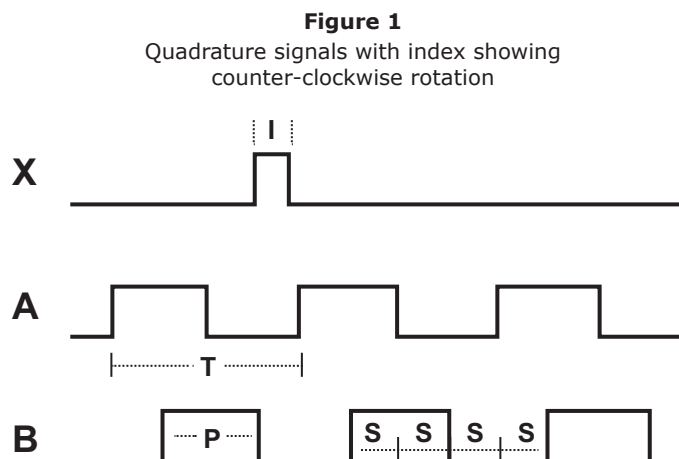 Figure 1
Quadrature signals with index showing
counter-clockwise rotation
I
X
A
T
B
P
S S S S